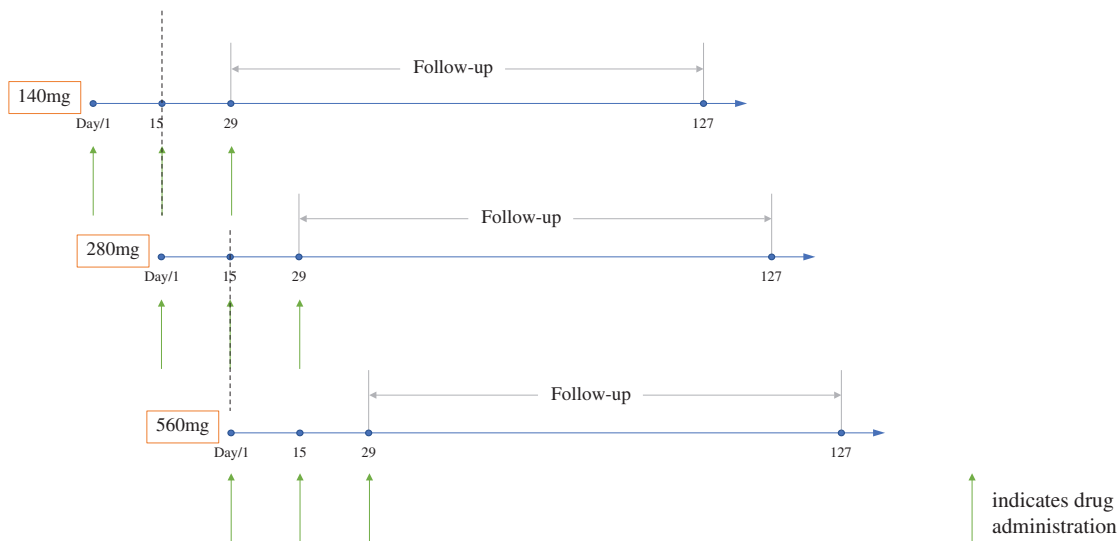 Follow-up
140mg
Day/1 15 29 127
Follow-up
280mg
Day/1 15 29 127
Follow-up
560mg
Day/1 15 29 127
indicates drug
administration